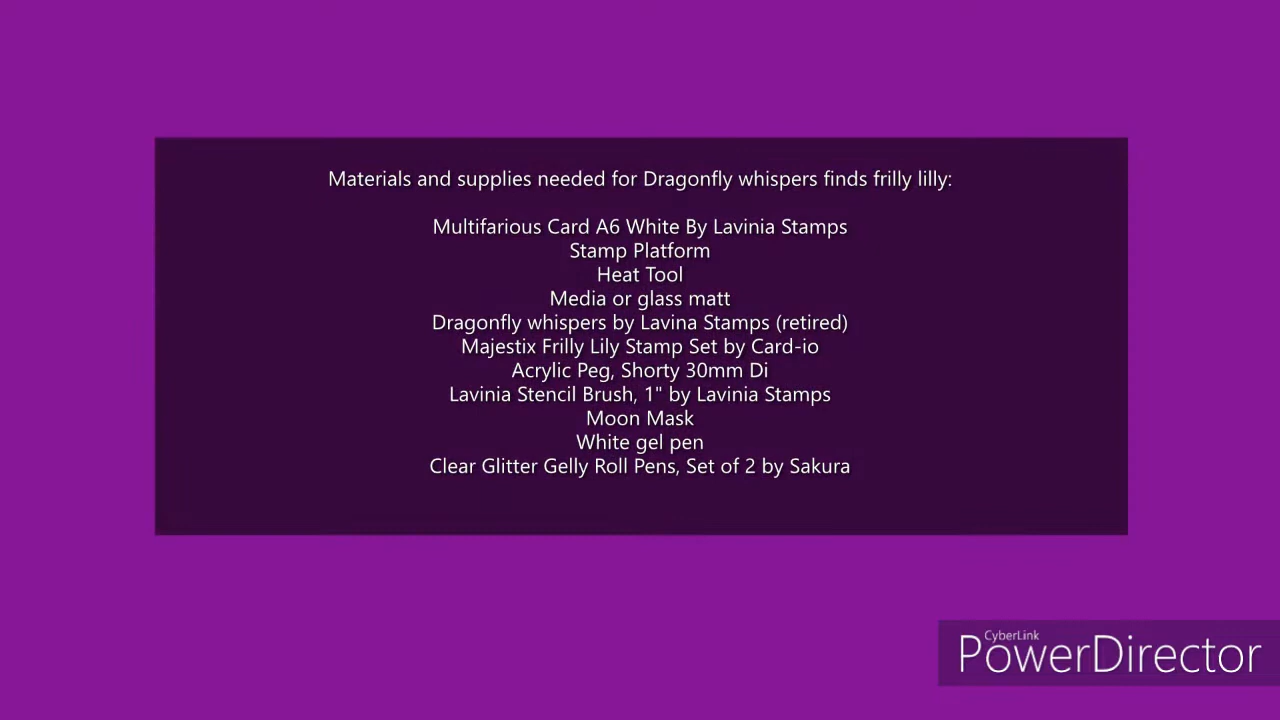 Materials and supplies needed for Dragonfly whispers finds frilly lilly:
Multifarious Card A6 White By Lavinia Stamps
Stamp Platform
Heat Tool
Media or glass matt
Dragonfly whispers by Lavina Stamps (retired)
Majestix Frilly Lily Stamp Set by Card-io
Acrylic Peg, Shorty 30mm Di
Lavinia Stencil Brush, 1" by Lavinia Stamps
Moon Mask
White gel pen
Clear Glitter Gelly Roll Pens, Set of 2 by Sakura
CyberLink
PowerDirector